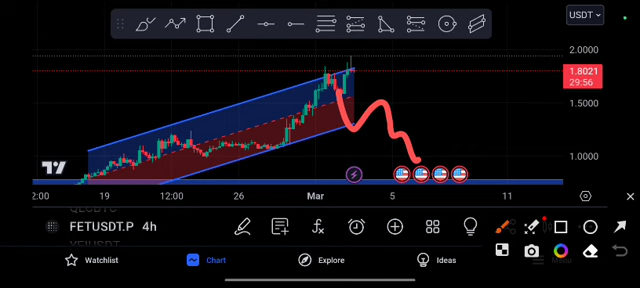 USDT
2.0000
1.8021
29:56
1.5000
1.0000
2:00 19 12:00 26 Mar 5 11
FETUSDT.P 4h
Watchlist Chart Explore Ideas